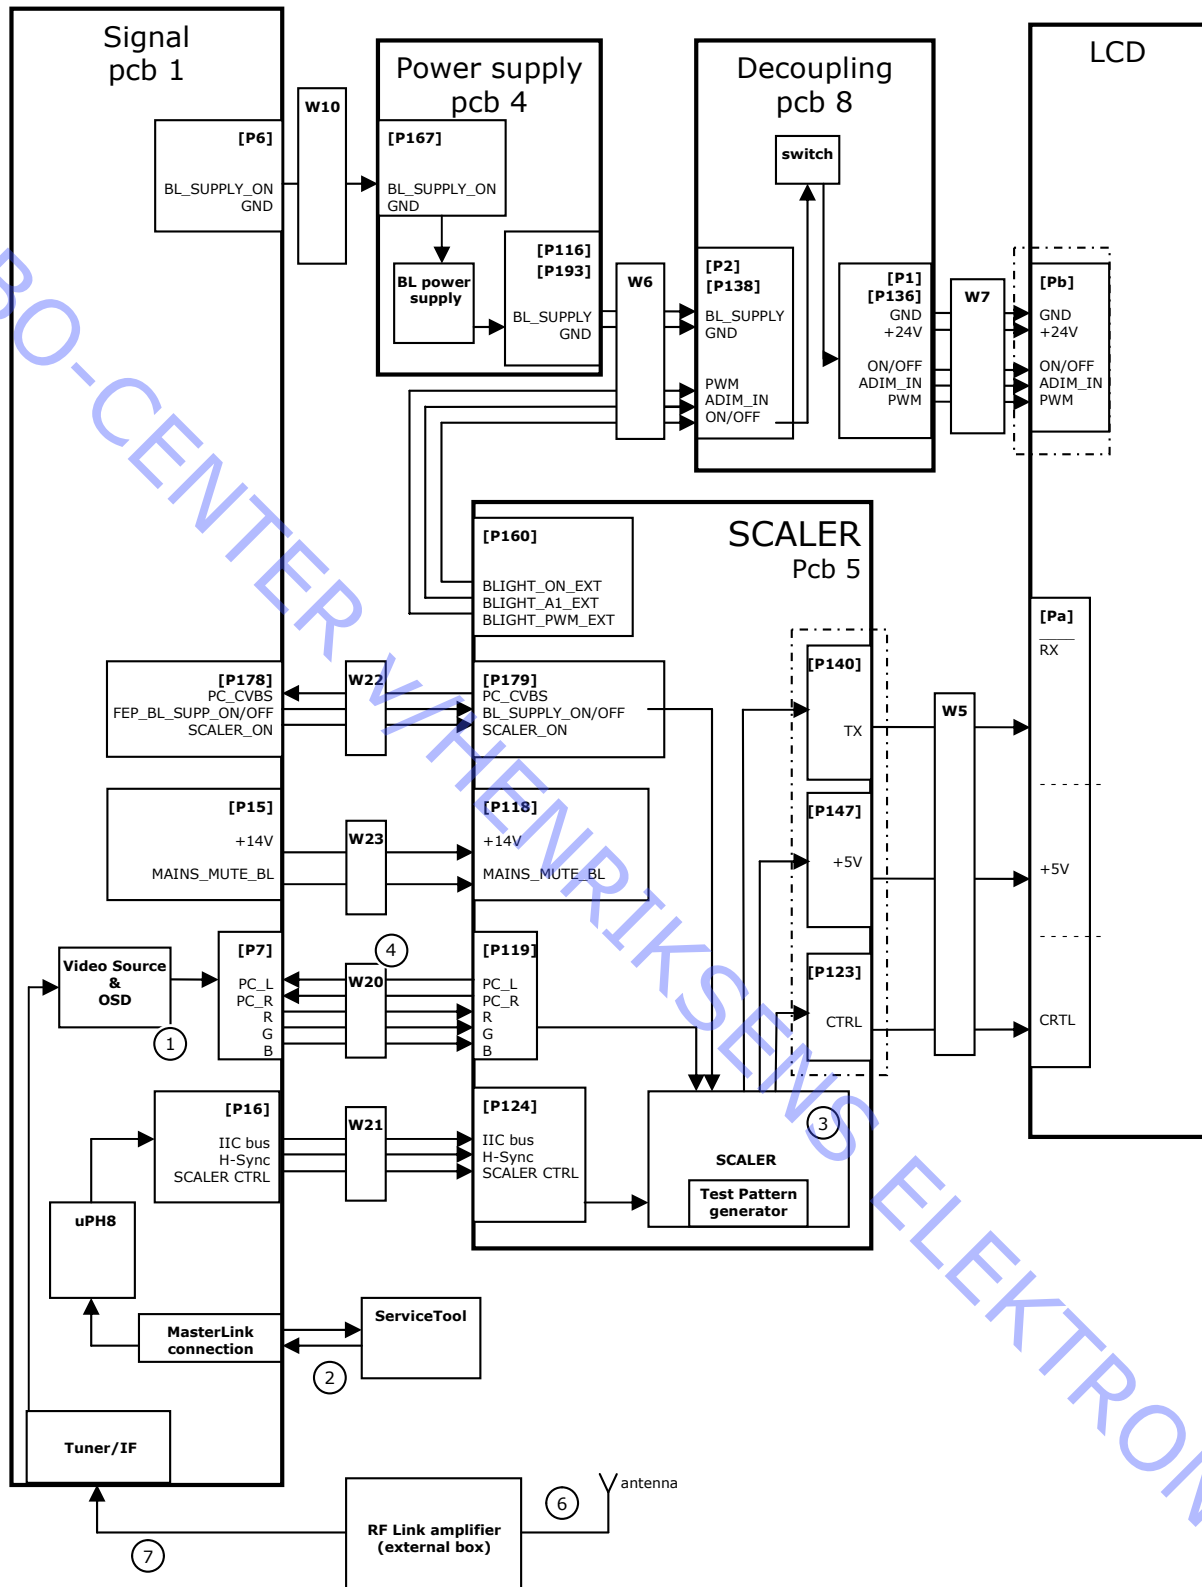 Signal
pcb 1
[P6]
BL_SUPPLY_ON
GND
W10
Power supply
pcb 4
[P167]
BL_SUPPLY_ON
GND
BL power
supply
[P116]
[P193]
BL_SUPPLY
GND
W6
Decoupling
pcb 8
switch
[P2]
[P138]
BL_SUPPLY
GND
PWM
ADIM_IN
ON/OFF
[P1]
[P136]
GND
+24V
ON/OFF
ADIM_IN
PWM
W7
LCD
[Pb]
GND
+24V
ON/OFF
ADIM_IN
PWM
SCALER
Pcb 5
[P160]
BLIGHT_ON_EXT
BLIGHT_A1_EXT
BLIGHT_PWM_EXT
[P178]
PC_CVBS
FEP_BL_SUPP_ON/OFF
SCALER_ON
W22
[P179]
PC_CVBS
BL_SUPPLY_ON/OFF
SCALER_ON
[P15]
+14V
MAINS_MUTE_BL
W23
[P118]
+14V
MAINS_MUTE_BL
Video Source
&
OSD
1
[P7]
PC_L
PC_R
R
G
B
4
W20
[P119]
PC_L
PC_R
R
G
B
[P16]
IIC bus
H-Sync
SCALER CTRL
W21
[P124]
IIC bus
H-Sync
SCALER CTRL
3
SCALER
Test Pattern
generator
[P140]
TX
[P147]
+5V
[P123]
CTRL
W5
[Pa]
RX
+5V
CRTL
uPH8
MasterLink
connection
ServiceTool
2
Tuner/IF
RF Link amplifier
(external box)
6
antenna
7
BO-CENTER v/HENRIKSENS ELEKTRON